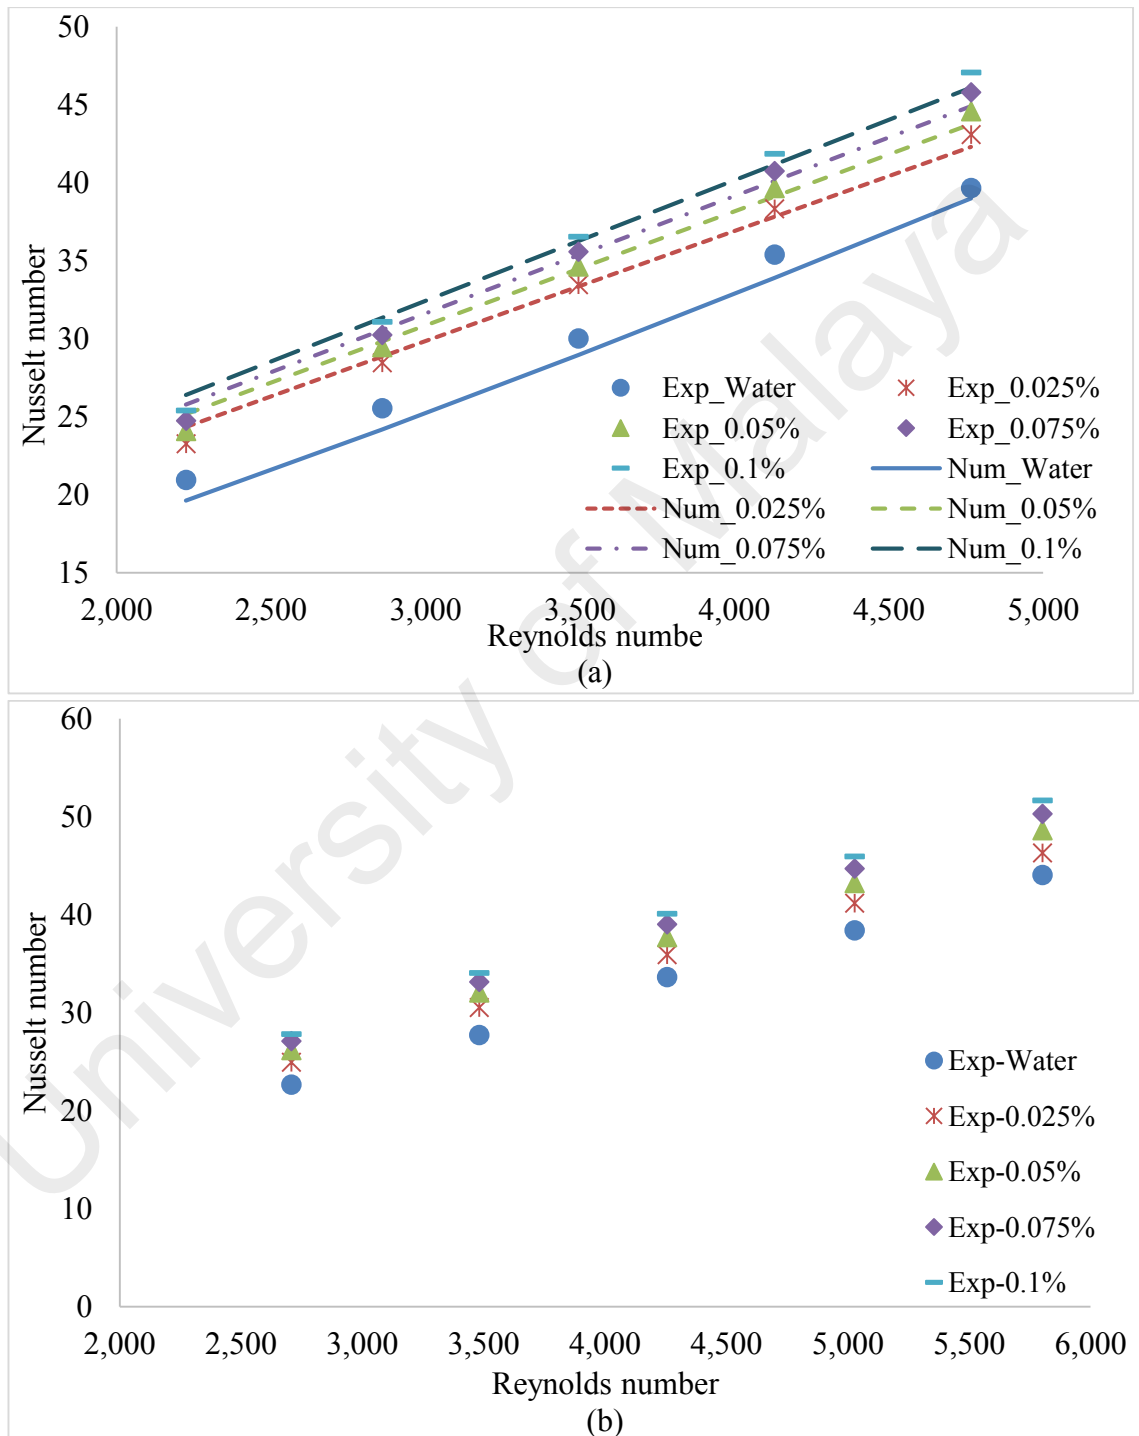 50
45
40
35
30
25
20
15
Nusselt number
Exp_Water Exp_0.025%
Exp_0.05% Exp_0.075%
Exp_0.1% Num_Water
Num_0.025% Num_0.05%
Num_0.075% Num_0.1%
2,000 2,500 3,000 3,500 4,000 4,500 5,000
Reynolds numbe
(a)
60
50
40
30
20
10
0
Nusselt number
Exp-Water
Exp-0.025%
Exp-0.05%
Exp-0.075%
Exp-0.1%
2,000 2,500 3,000 3,500 4,000 4,500 5,000 5,500 6,000
Reynolds number
(b)
University of Malaya